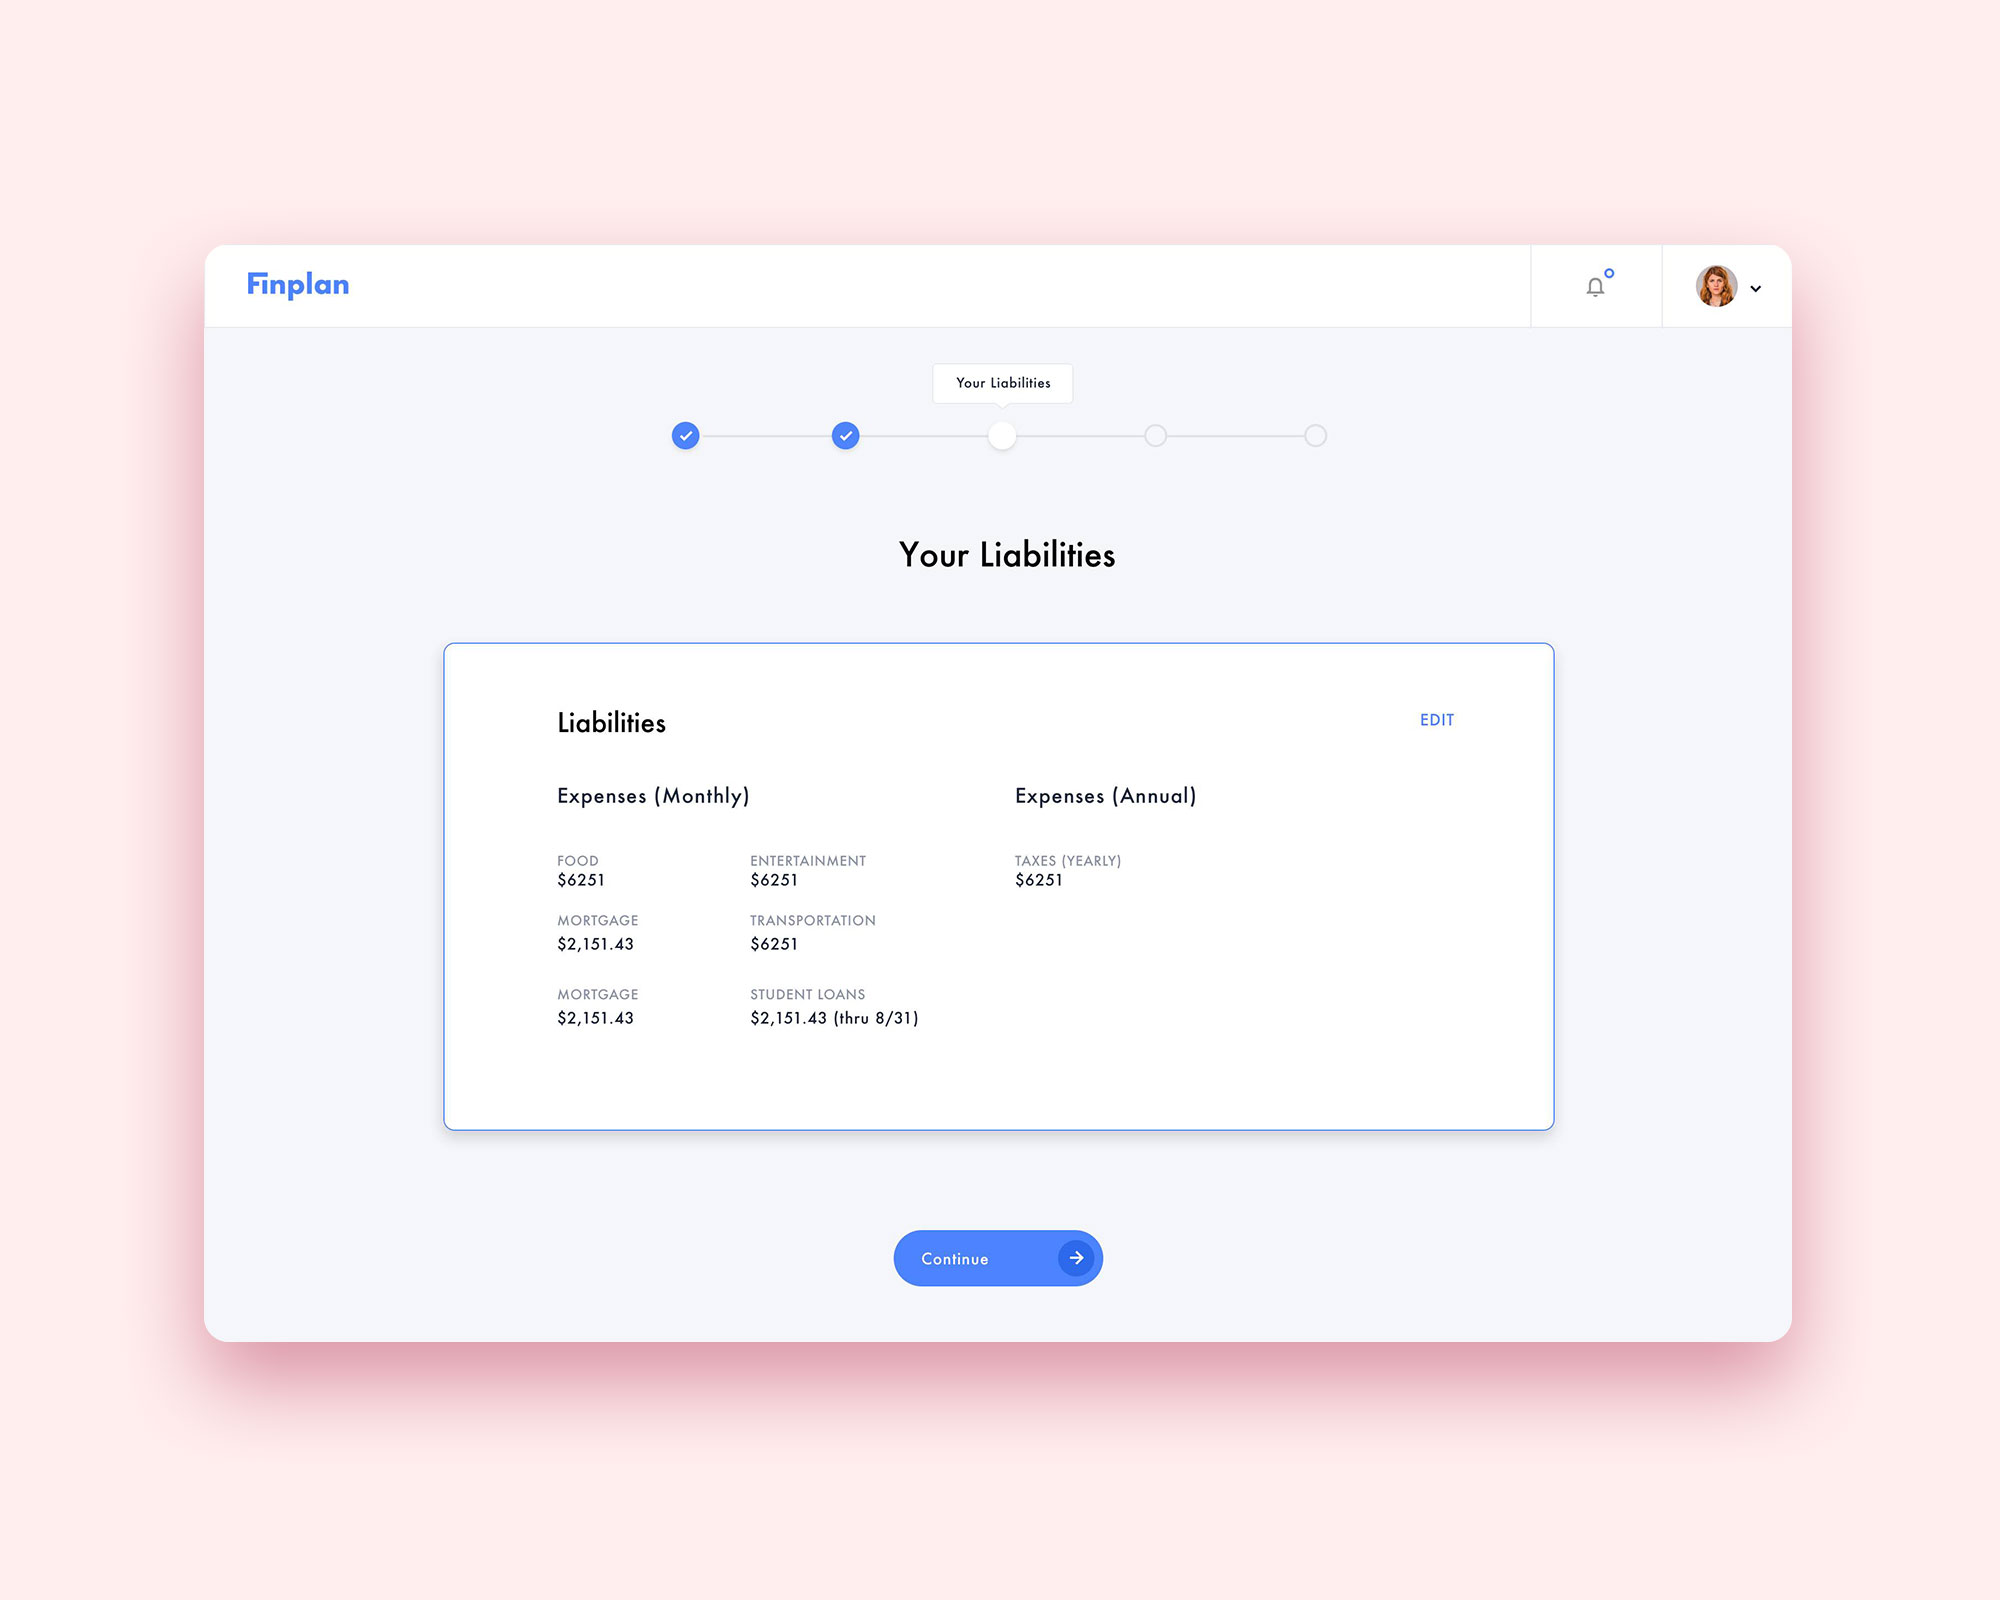 Finplan
Your Liabilities
Your Liabilities
Liabilities
EDIT
Expenses (Monthly)
Expenses (Annual)
FOOD
ENTERTAINMENT
TAXES (YEARLY)
$6251
$6251
$6251
MORTGAGE
TRANSPORTATION
$2,151.43
$6251
MORTGAGE
STUDENT LOANS
$2,151.43
$2,151.43 (thru 8/31)
Continue